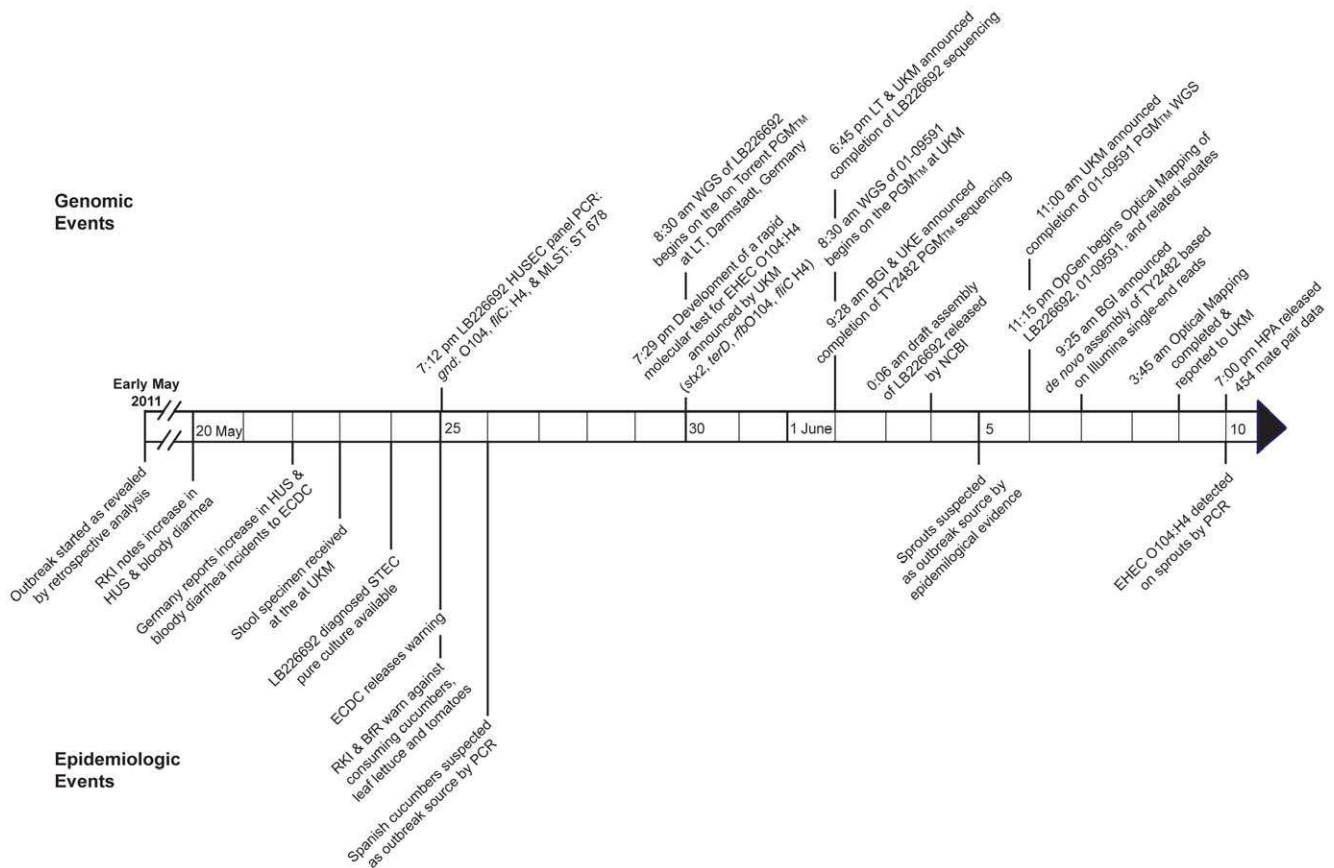 Genomic
Events
7:12 pm LB226692 HUSEC panel PCR:
gnd: O104, fliC: H4, & MLST: ST 678
8:30 am WGS of LB226692
begins on the Ion Torrent PGM™
at LT, Darmstadt, Germany
7:29 pm Development of a rapid
molecular test for EHEC O104:H4
announced by UKM
(stx2, terD, rfbO104, fliC H4)
6:45 pm LT & UKM announced
completion of LB226692 sequencing
8:30 am WGS of 01-09591
begins on the PGM™ at UKM
9:28 am BGI & UKE announced
completion of TY2482 PGM™ sequencing
0:06 am draft assembly
of LB226692 released
by NCBI
11:00 am UKM announced
completion of 01-09591 PGM™ WGS
11:15 pm OpGen begins Optical Mapping of
LB226692, 01-09591, and related isolates
9:25 am BGI announced
de novo assembly of TY2482 based
on Illumina single-end reads
3:45 am Optical Mapping
completed &
reported to UKM
7:00 pm HPA released
454 mate pair data
Early May
2011
20 May
25
30
1 June
5
10
Outbreak started as revealed
by retrospective analysis
RKI notes increase in
HUS & bloody diarrhea
Germany reports increase in HUS &
bloody diarrhea incidents to ECDC
Stool specimen received
at the at UKM
LB226692 diagnosed STEC
pure culture available
ECDC releases warning
RKI & BfR warn against
consuming cucumbers,
leaf lettuce and tomatoes
Spanish cucumbers suspected
as outbreak source by PCR
Sprouts suspected
as outbreak source by
epidemilogical evidence
EHEC O104:H4 detected
on sprouts by PCR
Epidemiologic
Events